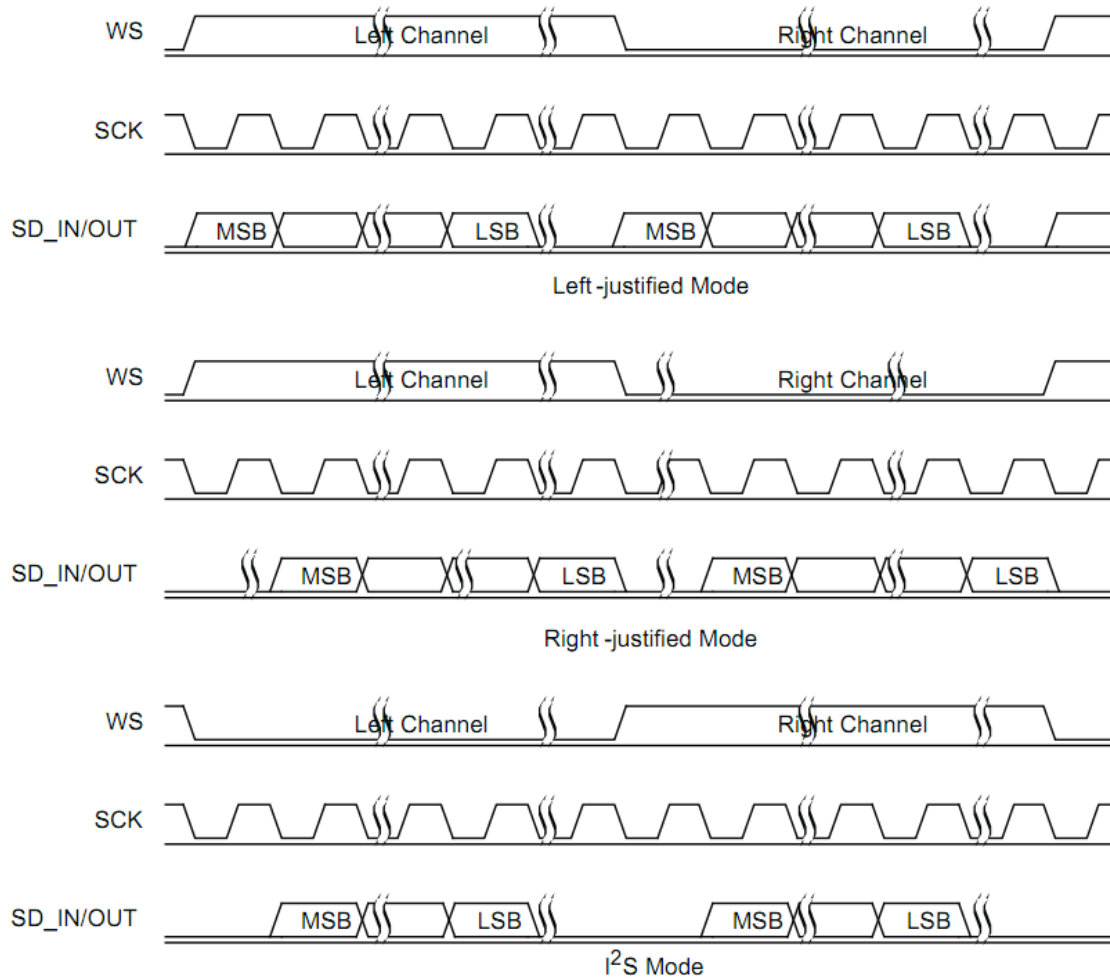 WS Left Channel Right Channel
SCK
SD_IN/OUT MSB LSB MSB LSB
Left-justified Mode
WS Left Channel Right Channel
SCK
SD_IN/OUT MSB LSB MSB LSB
Right-justified Mode
WS Left Channel Right Channel
SCK
SD_IN/OUT MSB LSB MSB LSB
I²S Mode